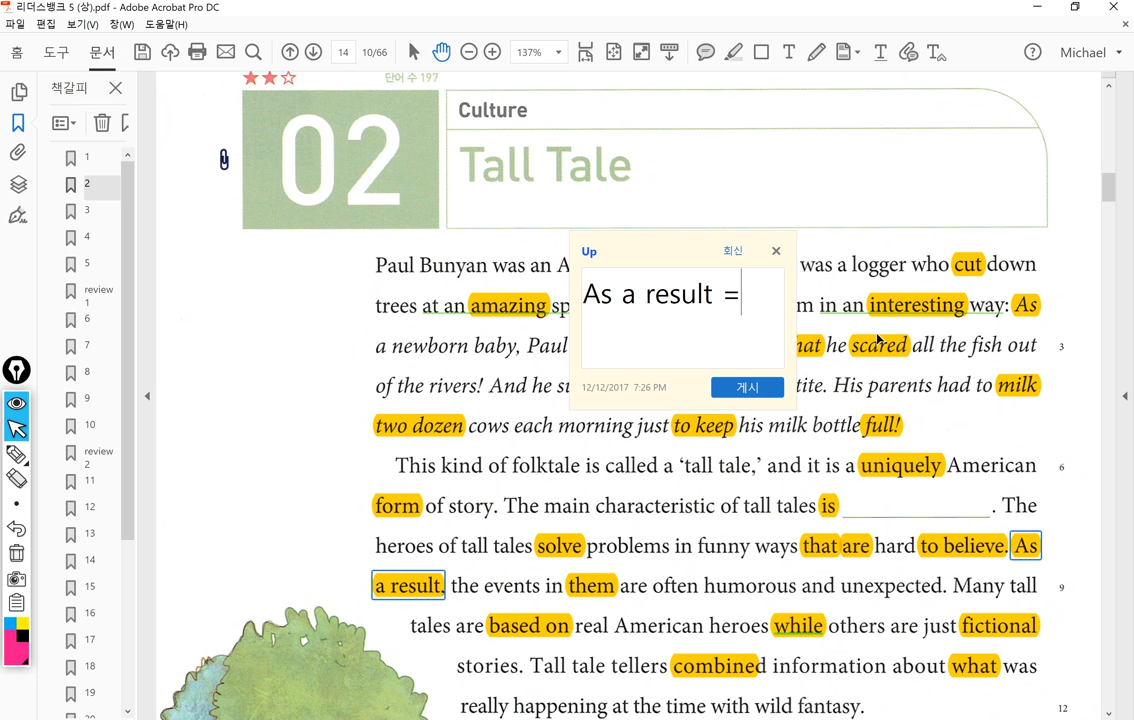 리더스뱅크 5 (상).pdf - Adobe Acrobat Pro DC
파일 편집 보기(V) 창(W) 도움말(H)
홈 도구 문서 14 10/66 137% Michael
책갈피
1
2
3
4
5
review 1
6
7
8
9
10
review 2
11
12
13
14
15
16
17
18
19
단어 수 197
02
Culture
Tall Tale
Up 회신
As a result =
12/12/2017 7:26 PM 게시
Paul Bunyan was an A was a logger who cut down
trees at an amazing sp m in an interesting way: As
a newborn baby, Paul hat he scared all the fish out 3
of the rivers! And he su tite. His parents had to milk
two dozen cows each morning just to keep his milk bottle full!
This kind of folktale is called a ‘tall tale,’ and it is a uniquely American 6
form of story. The main characteristic of tall tales is ____________. The
heroes of tall tales solve problems in funny ways that are hard to believe. As
a result, the events in them are often humorous and unexpected. Many tall 9
tales are based on real American heroes while others are just fictional
stories. Tall tale tellers combined information about what was
really happening at the time with wild fantasy. 12